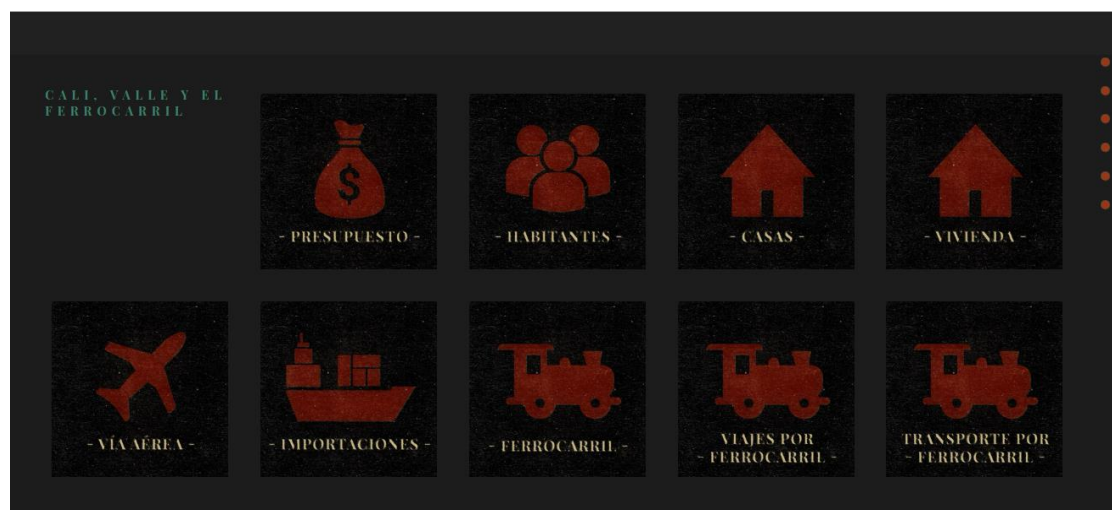 CALI, VALLE Y EL
FERROCARRIL
$
- PRESUPUESTO -
- HABITANTES -
- CASAS -
- VIVIENDA -
- VÍA AÉREA -
- IMPORTACIONES -
- FERROCARRIL -
VIAJES POR
- FERROCARRIL -
TRANSPORTE POR
- FERROCARRIL -